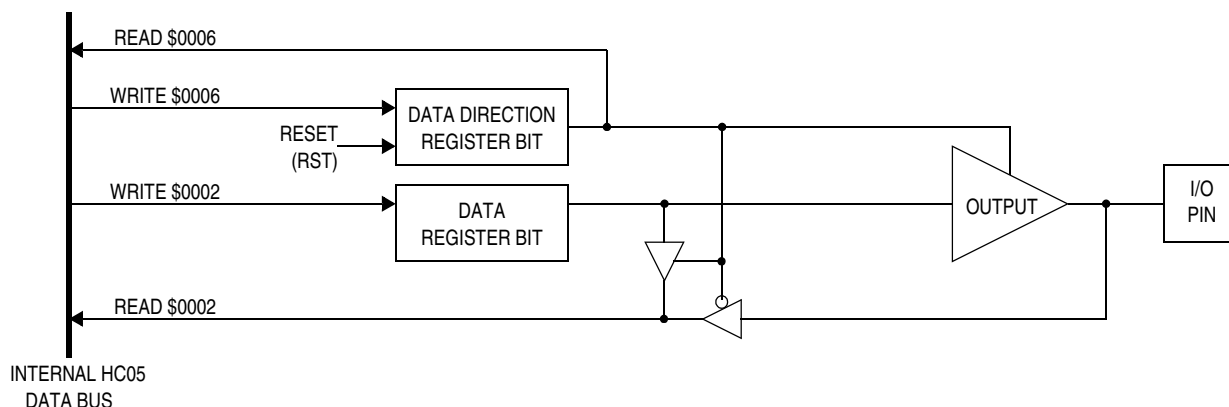 READ $0006
WRITE $0006
DATA DIRECTION
REGISTER BIT
RESET
(RST)
WRITE $0002
DATA
REGISTER BIT
OUTPUT
I/O
PIN
READ $0002
INTERNAL HC05
DATA BUS